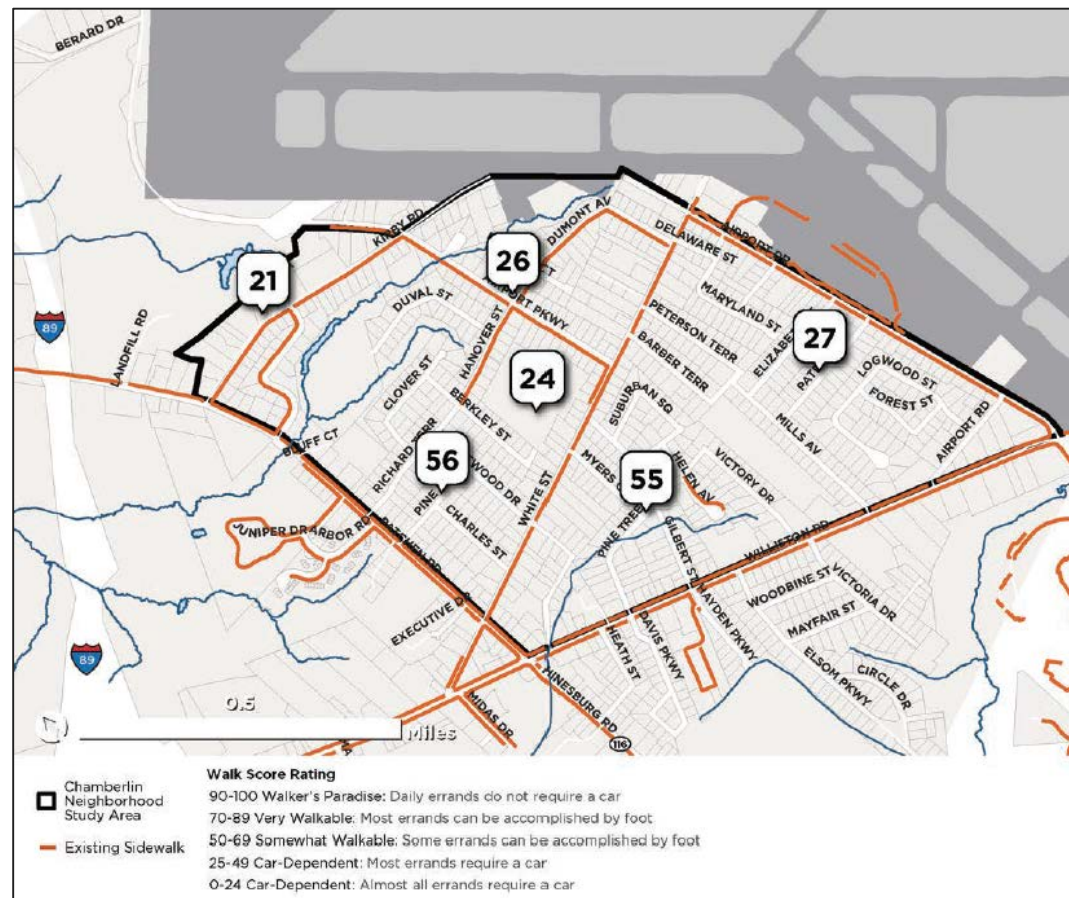 BERARD DR
KIRBY RD
DUMONT AV
DELAWARE ST
AIRPORT DR
21
26
89
LANDFILL RD
DUVAL ST
AIRPORT PKWY
CT
MARYLAND ST
27
HANOVER ST
PETERSON TERR
ELIZABE
PAT
LOGWOOD ST
BARBER TERR
CLOVER ST
24
FOREST ST
SUBURBAN SQ
BERKLEY ST
AIRPORT RD
MILLS AV
BLUFF CT
RICHARD TERR
56
WOOD DR
MYERS
55
HELEN AV
VICTORY DR
PINE
WHITE ST
JUNIPER DR
ARBOR RD
CHARLES ST
PATCHEN RD
PINE TREE
GILBERT ST
WILLISTON RD
EXECUTIVE D
WOODBINE ST
VICTORIA DR
HAYDEN PKWY
MAYFAIR ST
89
HEATH ST
DAVIS PKWY
ELSOM PKWY
CIRCLE DR
HINESBURG RD
MIDAS DR
116
0.5
Miles
Chamberlin
Neighborhood
Study Area
Existing Sidewalk
Walk Score Rating
90-100 Walker's Paradise: Daily errands do not require a car
70-89 Very Walkable: Most errands can be accomplished by foot
50-69 Somewhat Walkable: Some errands can be accomplished by foot
25-49 Car-Dependent: Most errands require a car
0-24 Car-Dependent: Almost all errands require a car